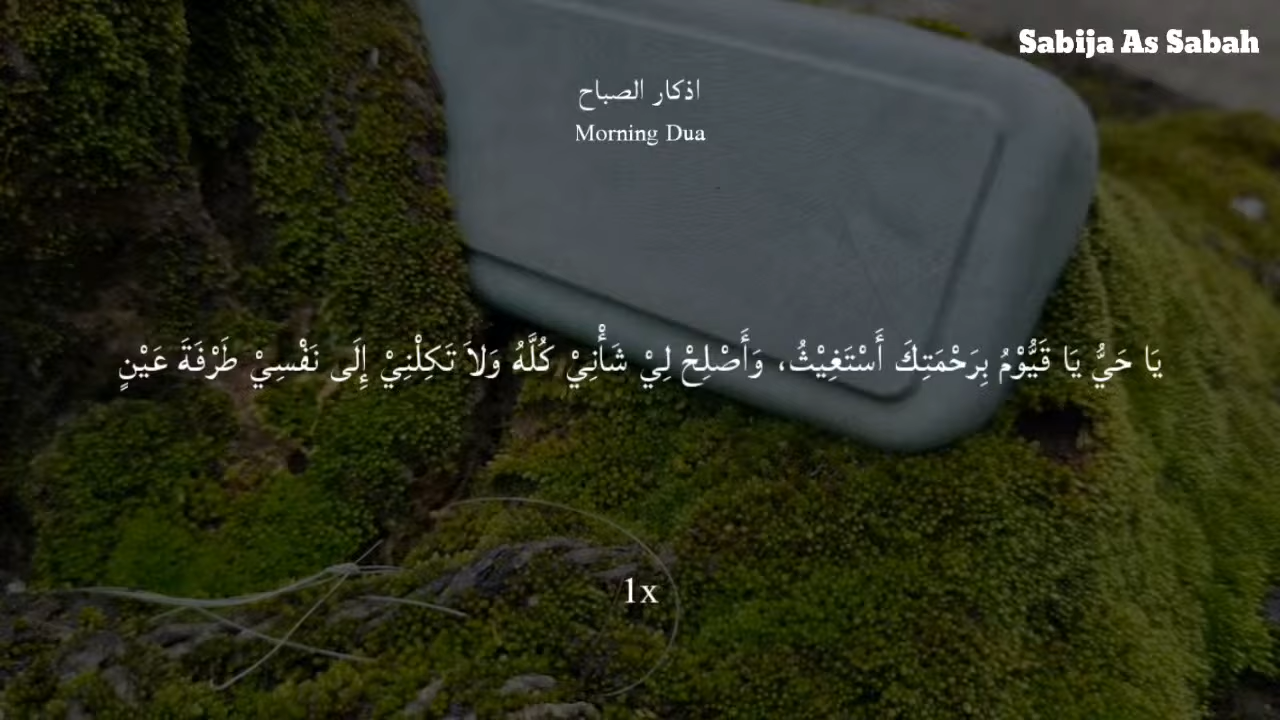 Sabija As Sabah
اذكار الصباح
Morning Dua
يَا حَيُّ يَا قَيُّوْمُ بِرَحْمَتِكَ أَسْتَغِيْثُ، وَأَصْلِحْ لِيْ شَأْنِيْ كُلَّهُ وَلاَ تَكِلْنِيْ إِلَى نَفْسِيْ طَرْفَةَ عَيْنٍ
1x